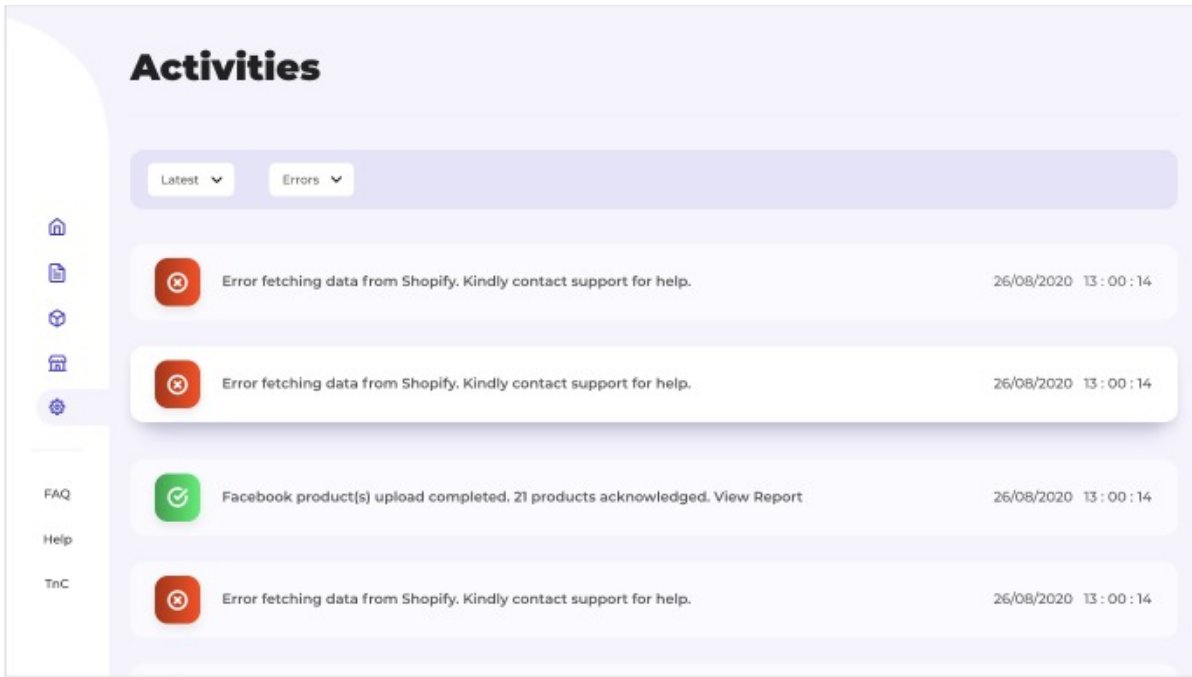 Activities
Latest
Errors
Error fetching data from Shopify. Kindly contact support for help. 26/08/2020 13 : 00 : 14
Error fetching data from Shopify. Kindly contact support for help. 26/08/2020 13 : 00 : 14
Facebook product(s) upload completed. 21 products acknowledged. View Report 26/08/2020 13 : 00 : 14
Error fetching data from Shopify. Kindly contact support for help. 26/08/2020 13 : 00 : 14
FAQ
Help
TnC